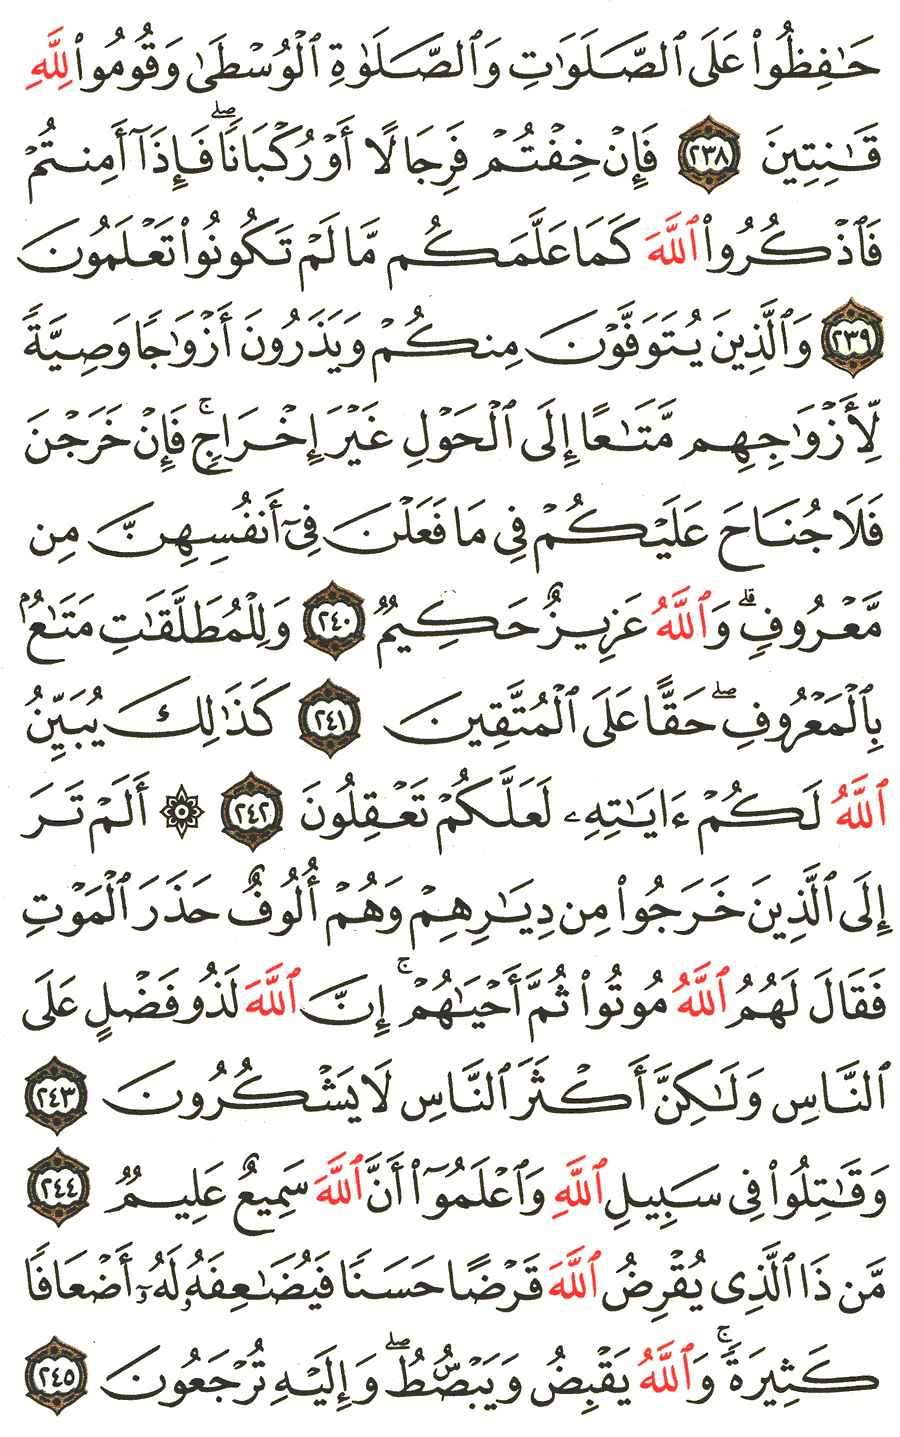 حَـٰفِظُوا۟ عَلَى ٱلصَّلَوَٰتِ وَٱلصَّلَوٰةِ ٱلْوُسْطَىٰ وَقُومُوا۟ لِلَّهِ
قَـٰنِتِينَ ٢٣٨ فَإِنْ خِفْتُمْ فَرِجَالًا أَوْ رُكْبَانًا ۖ فَإِذَآ أَمِنتُمْ
فَٱذْكُرُوا۟ ٱللَّهَ كَمَا عَلَّمَكُم مَّا لَمْ تَكُونُوا۟ تَعْلَمُونَ
٢٣٩ وَٱلَّذِينَ يُتَوَفَّوْنَ مِنكُمْ وَيَذَرُونَ أَزْوَٰجًا وَصِيَّةً
لِّأَزْوَٰجِهِم مَّتَـٰعًا إِلَى ٱلْحَوْلِ غَيْرَ إِخْرَاجٍ ۚ فَإِنْ خَرَجْنَ
فَلَا جُنَاحَ عَلَيْكُمْ فِى مَا فَعَلْنَ فِىٓ أَنفُسِهِنَّ مِن
مَّعْرُوفٍ ۗ وَٱللَّهُ عَزِيزٌ حَكِيمٌ ٢٤٠ وَلِلْمُطَلَّقَـٰتِ مَتَـٰعٌۢ
بِٱلْمَعْرُوفِ ۖ حَقًّا عَلَى ٱلْمُتَّقِينَ ٢٤١ كَذَٰلِكَ يُبَيِّنُ
ٱللَّهُ لَكُمْ ءَايَـٰتِهِۦ لَعَلَّكُمْ تَعْقِلُونَ ٢٤٢ ۞ أَلَمْ تَرَ
إِلَى ٱلَّذِينَ خَرَجُوا۟ مِن دِيَـٰرِهِمْ وَهُمْ أُلُوفٌ حَذَرَ ٱلْمَوْتِ
فَقَالَ لَهُمُ ٱللَّهُ مُوتُوا۟ ثُمَّ أَحْيَـٰهُمْ ۚ إِنَّ ٱللَّهَ لَذُو فَضْلٍ عَلَى
ٱلنَّاسِ وَلَـٰكِنَّ أَكْثَرَ ٱلنَّاسِ لَا يَشْكُرُونَ ٢٤٣
وَقَـٰتِلُوا۟ فِى سَبِيلِ ٱللَّهِ وَٱعْلَمُوٓا۟ أَنَّ ٱللَّهَ سَمِيعٌ عَلِيمٌ ٢٤٤
مَّن ذَا ٱلَّذِى يُقْرِضُ ٱللَّهَ قَرْضًا حَسَنًا فَيُضَـٰعِفَهُۥ لَهُۥٓ أَضْعَافًا
كَثِيرَةً ۚ وَٱللَّهُ يَقْبِضُ وَيَبْصُۜطُ ۖ وَإِلَيْهِ تُرْجَعُونَ ٢٤٥